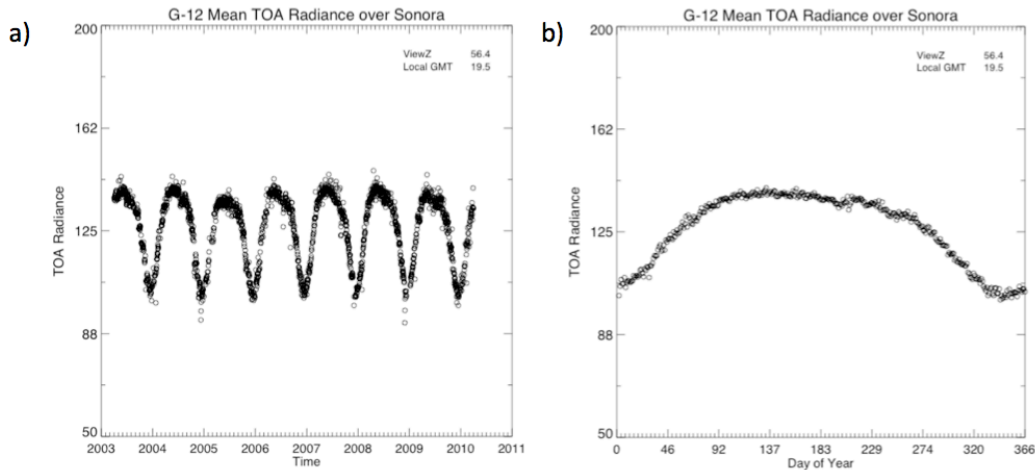 a)
G-12 Mean TOA Radiance over Sonora
ViewZ 56.4
Local GMT 19.5
TOA Radiance
200
162
125
88
50
2003 2004 2005 2006 2007 2008 2009 2010 2011
Time
b)
G-12 Mean TOA Radiance over Sonora
ViewZ 56.4
Local GMT 19.5
TOA Radiance
200
162
125
88
50
0 46 92 137 183 229 274 320 366
Day of Year